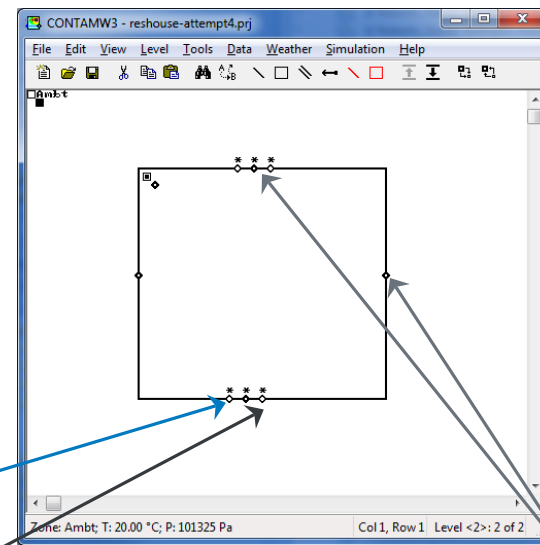 CONTAMW3 - reshouse-attempt4.prj
File Edit View Level Tools Data Weather Simulation Help
Ambt
* * *
* * *
Zone: Ambt; T: 20.00 °C; P: 101325 Pa Col 1, Row 1 Level <2>: 2 of 2